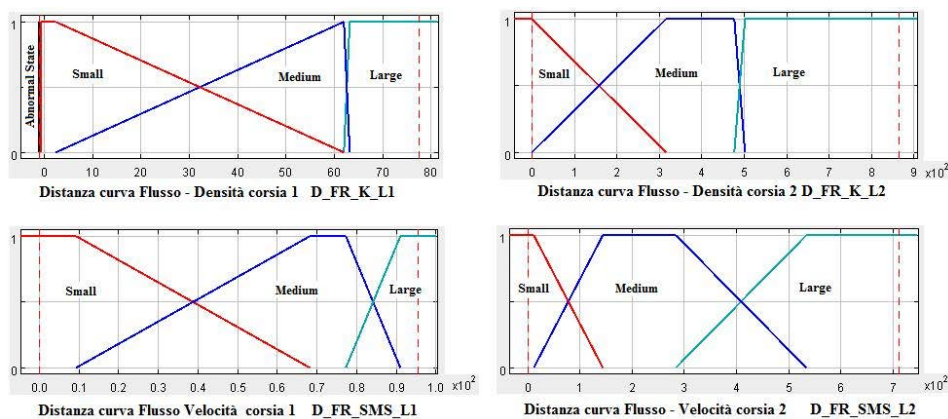 1
Abnormal State
Small
Medium
Large
0
0 10 20 30 40 50 60 70 80
Distanza curva Flusso - Densità corsia 1 D_FR_K_L1
1
Small
Medium
Large
0
0 1 2 3 4 5 6 7 8 9 x10²
Distanza curva Flusso - Densità corsia 2 D_FR_K_L2
1
Small
Medium
Large
0
0.0 0.1 0.2 0.3 0.4 0.5 0.6 0.7 0.8 0.9 1.0 x10²
Distanza curva Flusso Velocità corsia 1 D_FR_SMS_L1
1
Small
Medium
Large
0
0 1 2 3 4 5 6 7 x10²
Distanza curva Flusso - Velocità corsia 2 D_FR_SMS_L2